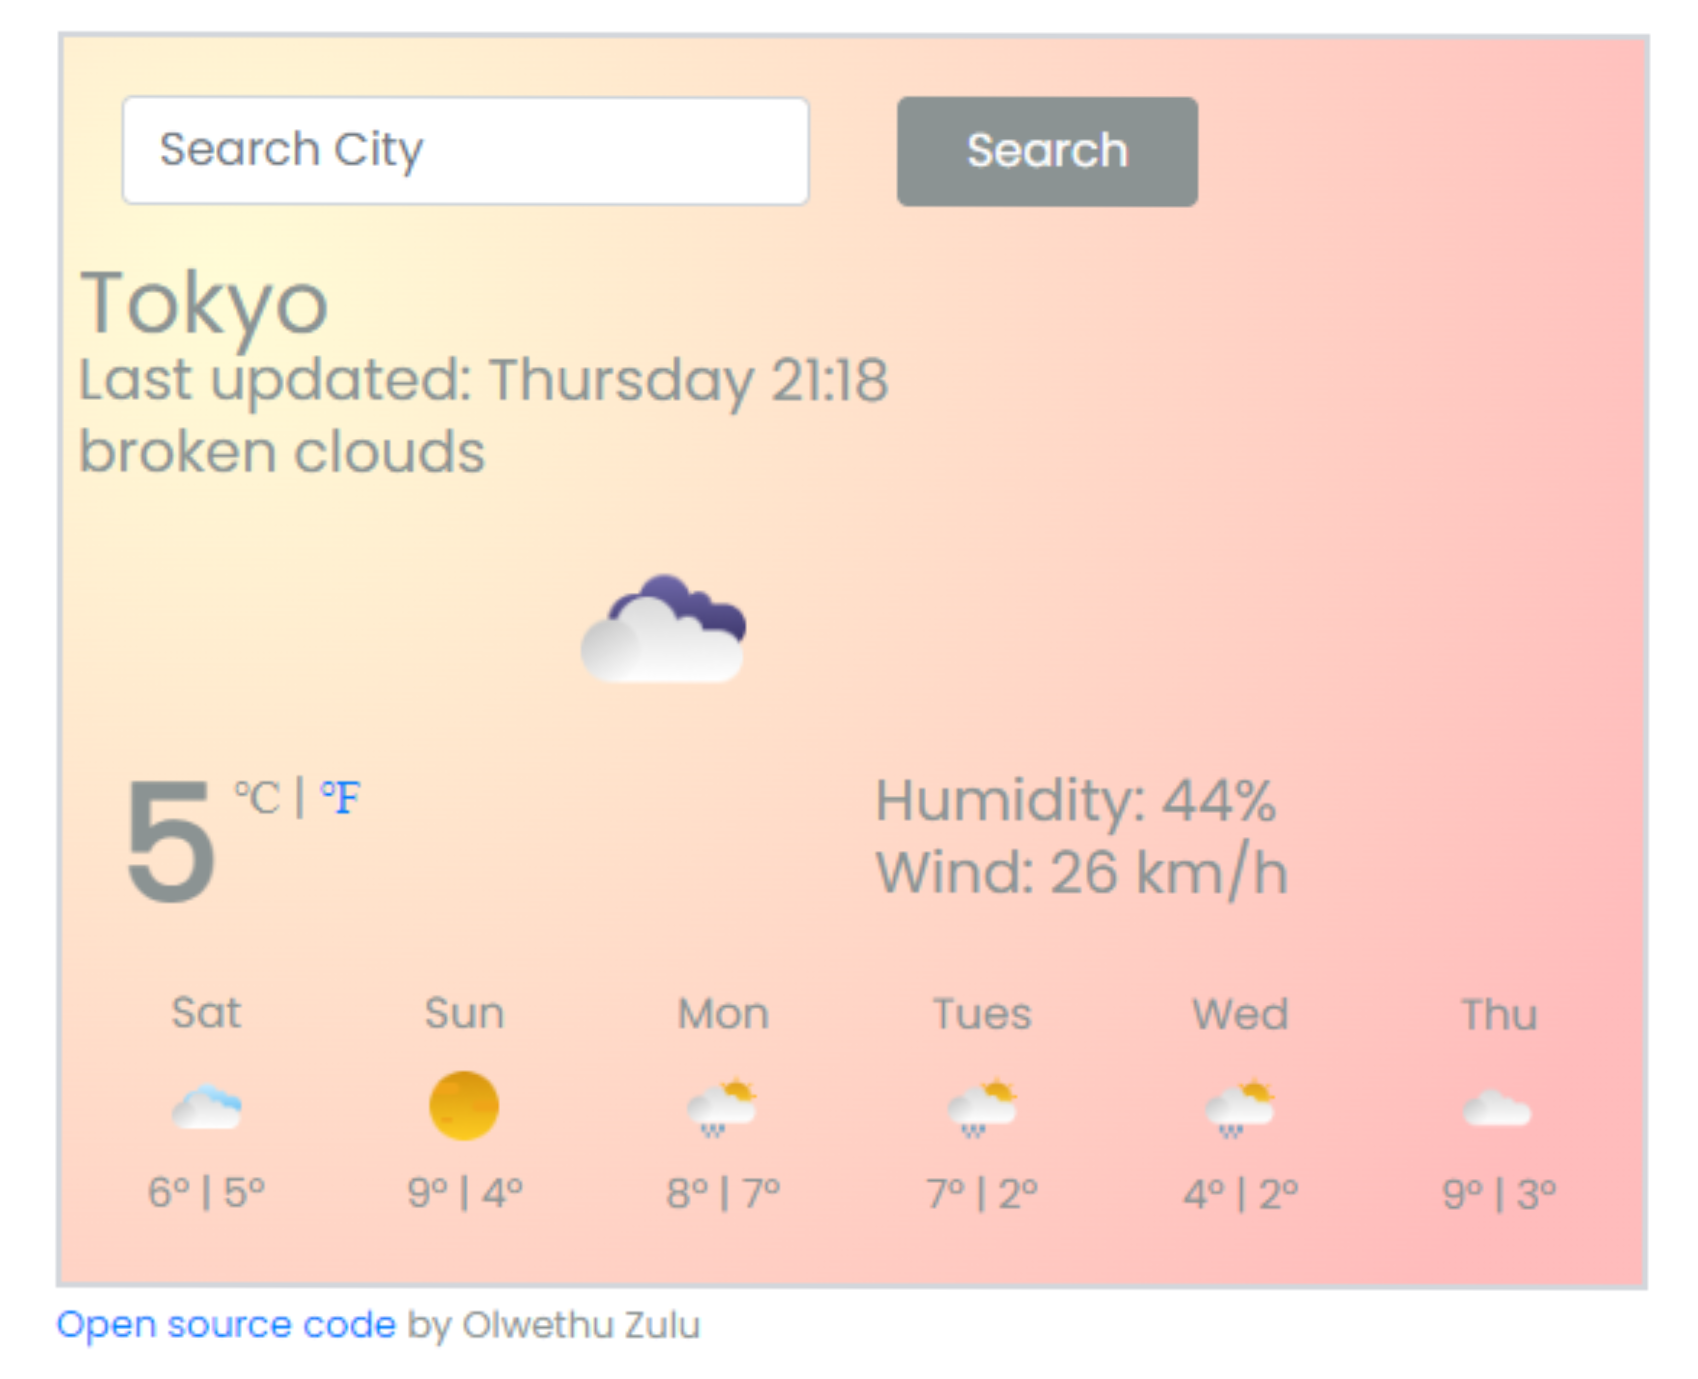 Search City Search
Tokyo
Last updated: Thursday 21:18
broken clouds
5 °C | °F
Humidity: 44%
Wind: 26 km/h
Sat Sun Mon Tues Wed Thu
6° | 5° 9° | 4° 8° | 7° 7° | 2° 4° | 2° 9° | 3°
Open source code by Olwethu Zulu